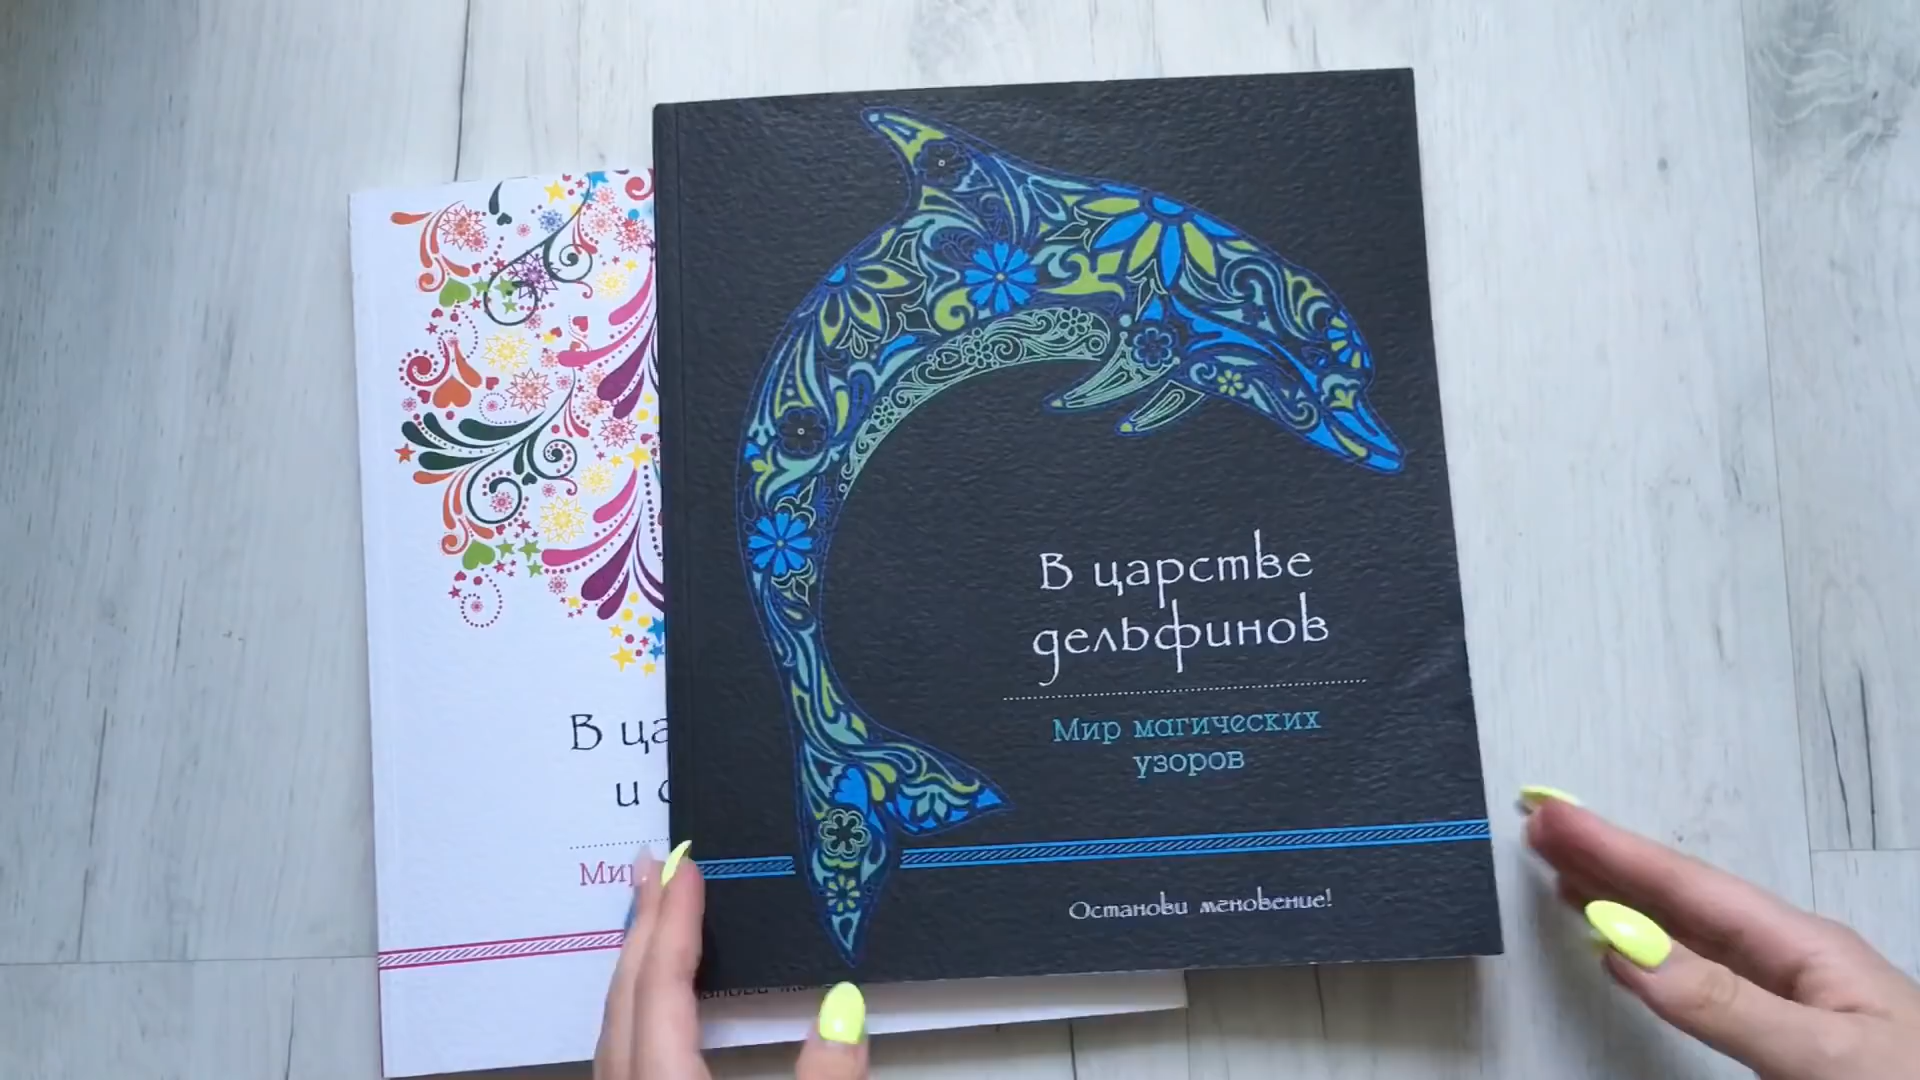 В царстве
дельфинов
Мир магических
узоров
Останови мгновение!
В ца
и
Мир